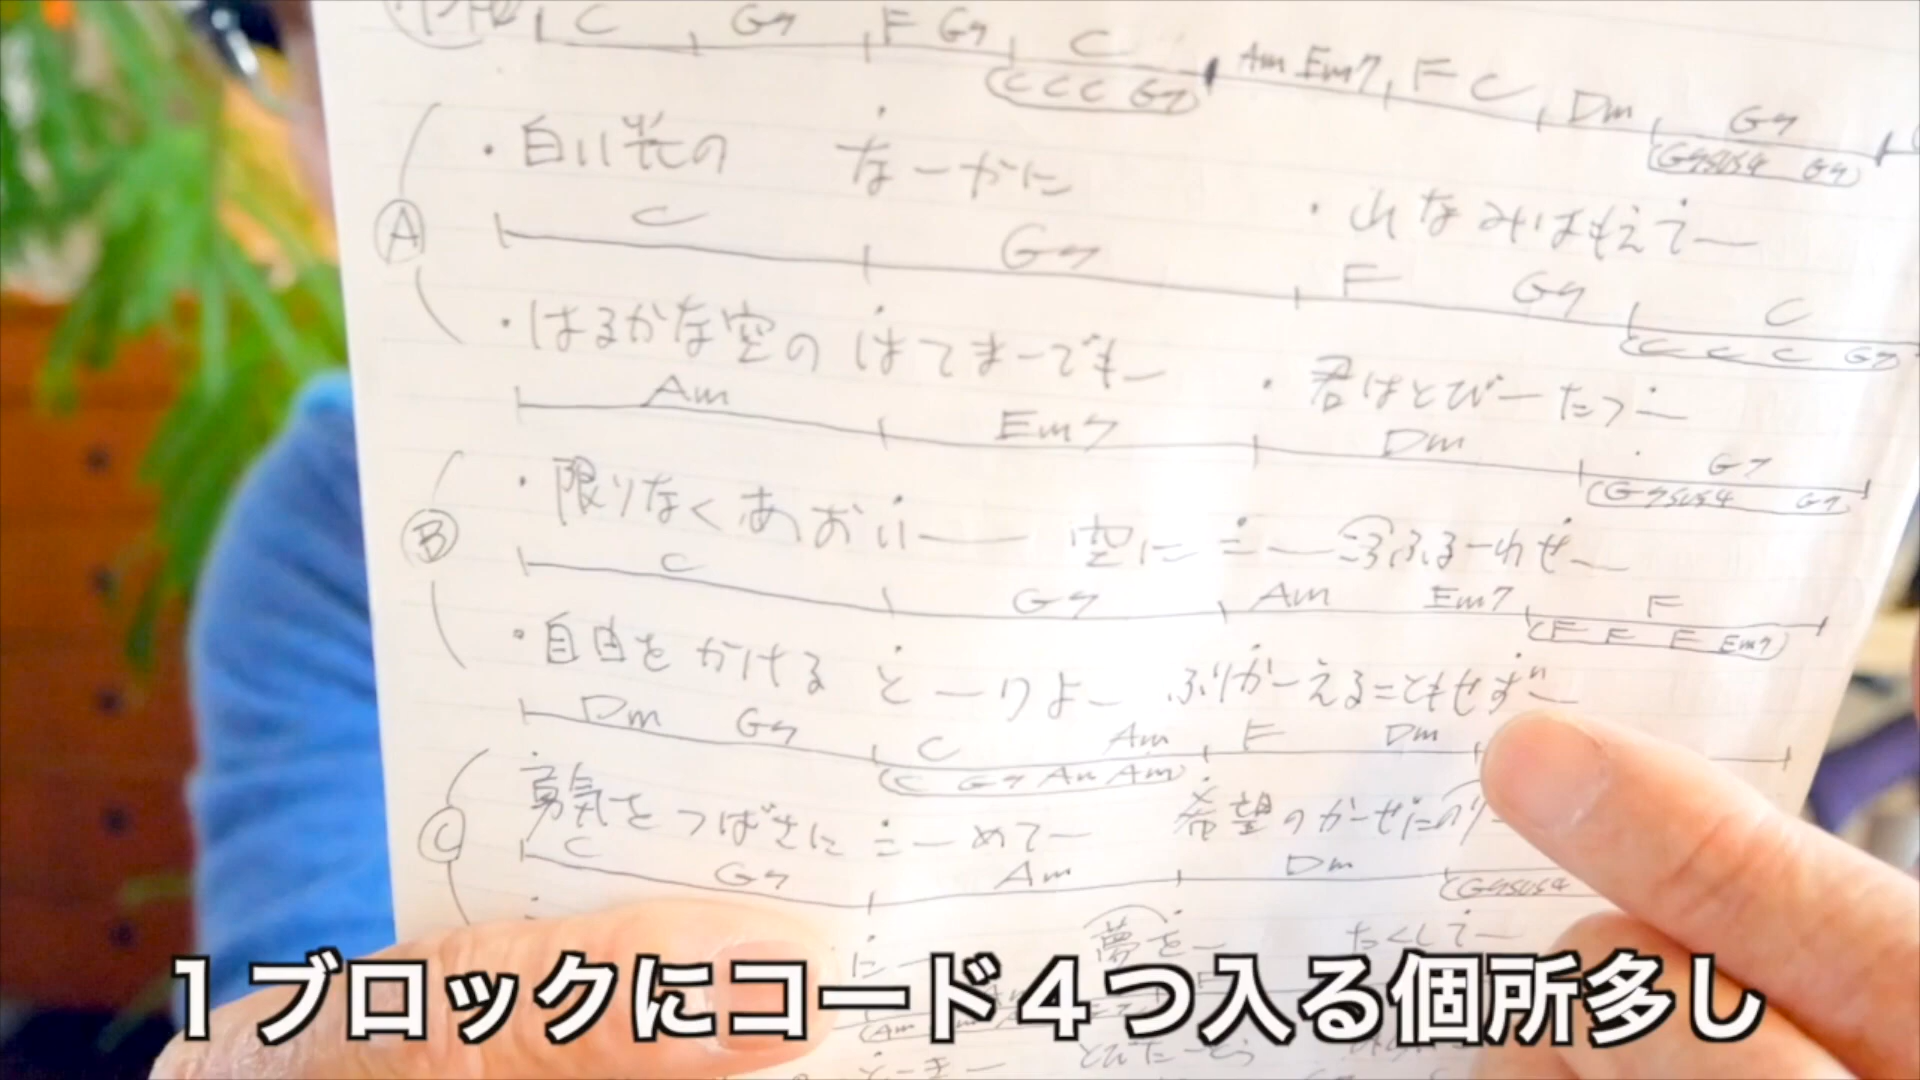 C G7 F G7 C Am Em7 F C Dm G7
(C C C G7) (G7sus4 G7)
・白い光の なーかに ・山なみはもえてー
A C G7 F G7 C
(C C C G7)
・はるかな空の はてまーでもー ・君はとびーたつー
Am Em7 Dm G7
(G7sus4 G7)
・限りなくあおいー 空にこーころふるーわせー
B C G7 Am Em7 F
(F F F Em7)
・自由をかける とーりよー ふりかーえることもせずー
Dm G7 C Am F Dm
(C G7 Am Am)
勇気をつばさに こーめてー 希望のかーぜにのりー
C C G7 Am Dm
(G7sus4
にー 夢をー たくしてー
(Am
１ブロックにコード４つ入る個所多し